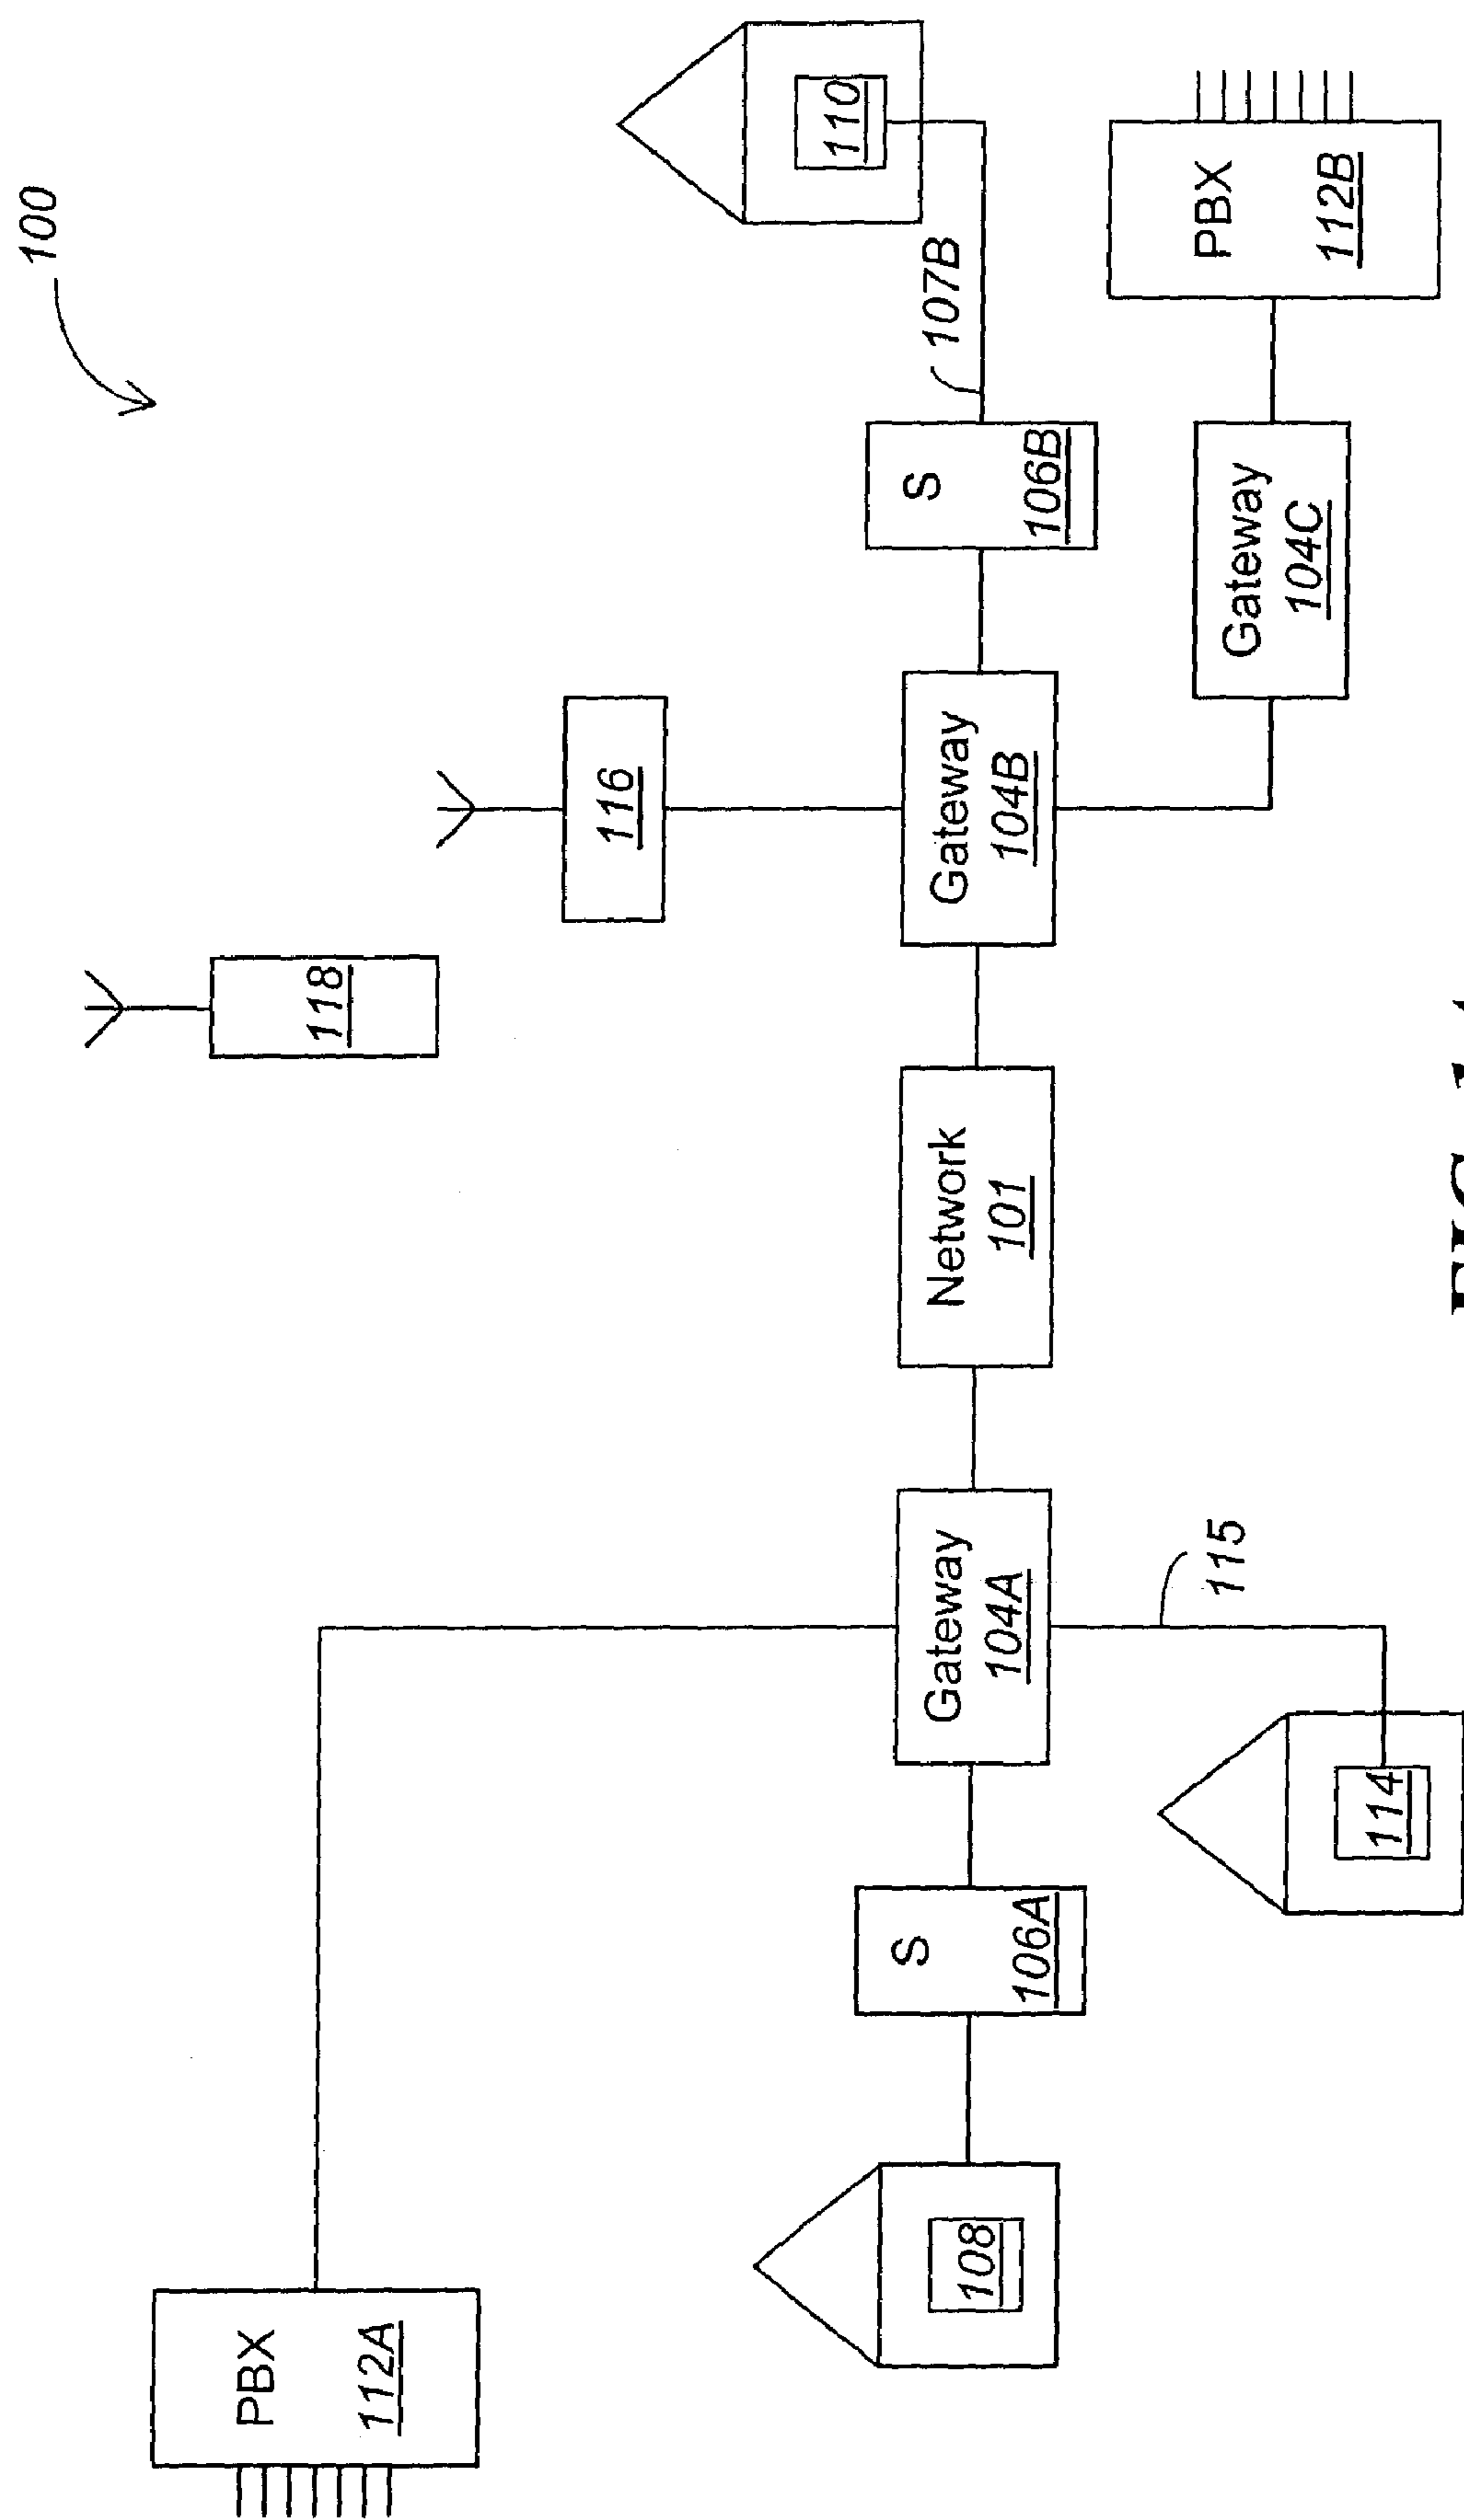 100
118
116
110
107B
S
106B
PBX
112A
Gateway
104A
Network
101
Gateway
104B
S
106A
108
115
114
Gateway
104C
PBX
112B